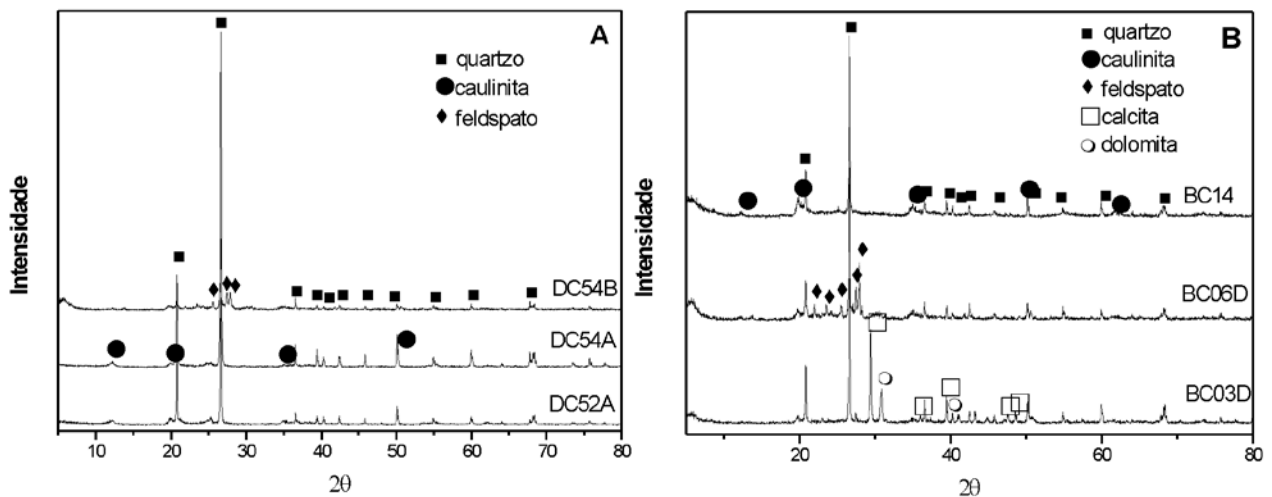 A
quartzo
caulinita
feldspato
Intensidade
DC54B
DC54A
DC52A
10 20 30 40 50 60 70 80
2θ
B
quartzo
caulinita
feldspato
calcita
dolomita
Intensidade
BC14
BC06D
BC03D
20 40 60 80
2θ